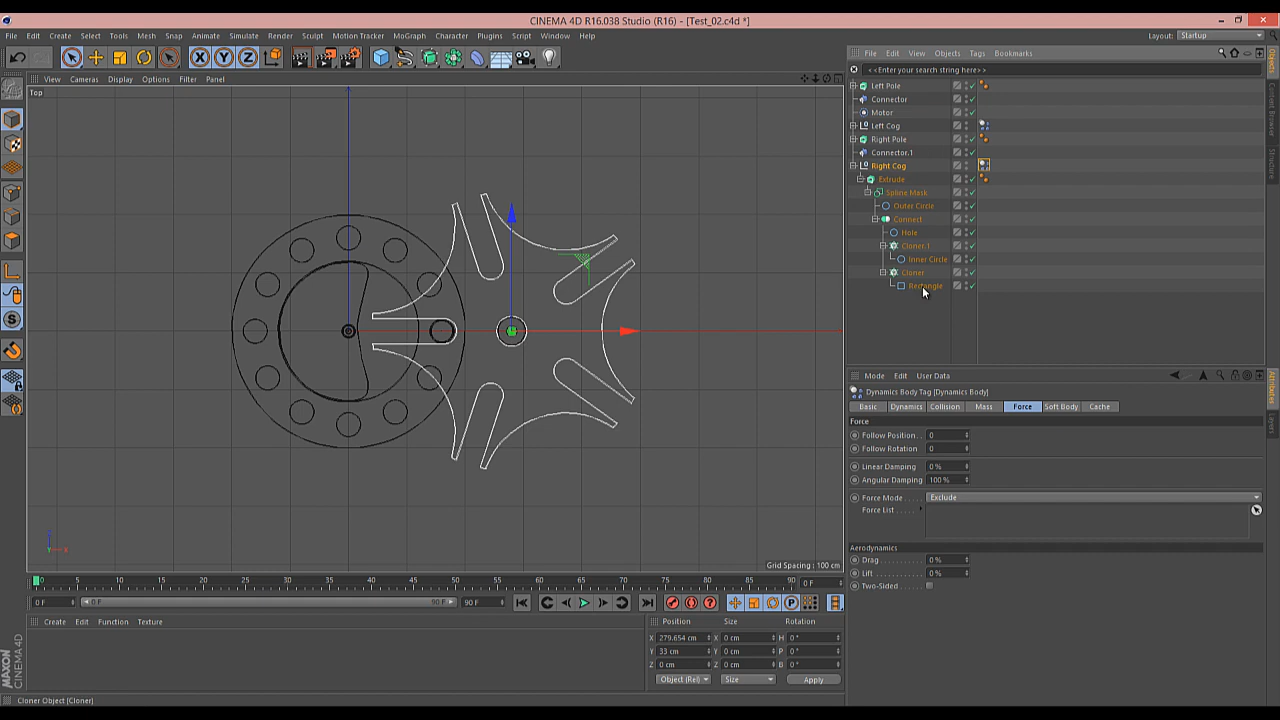 CINEMA 4D R16.038 Studio (R16) - [Test_02.c4d *]
File Edit Create Select Tools Mesh Snap Animate Simulate Render Sculpt Motion Tracker MoGraph Character Plugins Script Window Help Layout: Startup
View Cameras Display Options Filter Panel
Top
Grid Spacing : 100 cm
File Edit View Objects Tags Bookmarks
<<Enter your search string here>>
Left Pole
Connector
Motor
Left Cog
Right Pole
Connector.1
Right Cog
Extrude
Spline Mask
Outer Circle
Connect
Hole
Cloner.1
Inner Circle
Cloner
Rectangle
Objects
Content Browser
Structure
Mode Edit User Data
Dynamics Body Tag [Dynamics Body]
Basic Dynamics Collision Mass Force Soft Body Cache
Force
Follow Position . 0
Follow Rotation . 0
Linear Damping 0 %
Angular Damping 100 %
Force Mode . . . . . Exclude
Force List . . . . .
Aerodynamics
Drag . . . . . . 0 %
Lift . . . . . . 0 %
Two-Sided
Attributes
Layers
0 5 10 15 20 25 30 35 40 45 50 55 60 65 70 75 80 85 90 0 F
0 F 0 F 90 F 90 F
Create Edit Function Texture
Position Size Rotation
X 279.654 cm X 0 cm H 0 °
Y 33 cm Y 0 cm P 0 °
Z 0 cm Z 0 cm B 0 °
Object (Rel) Size Apply
MAXON CINEMA 4D
Cloner Object [Cloner]